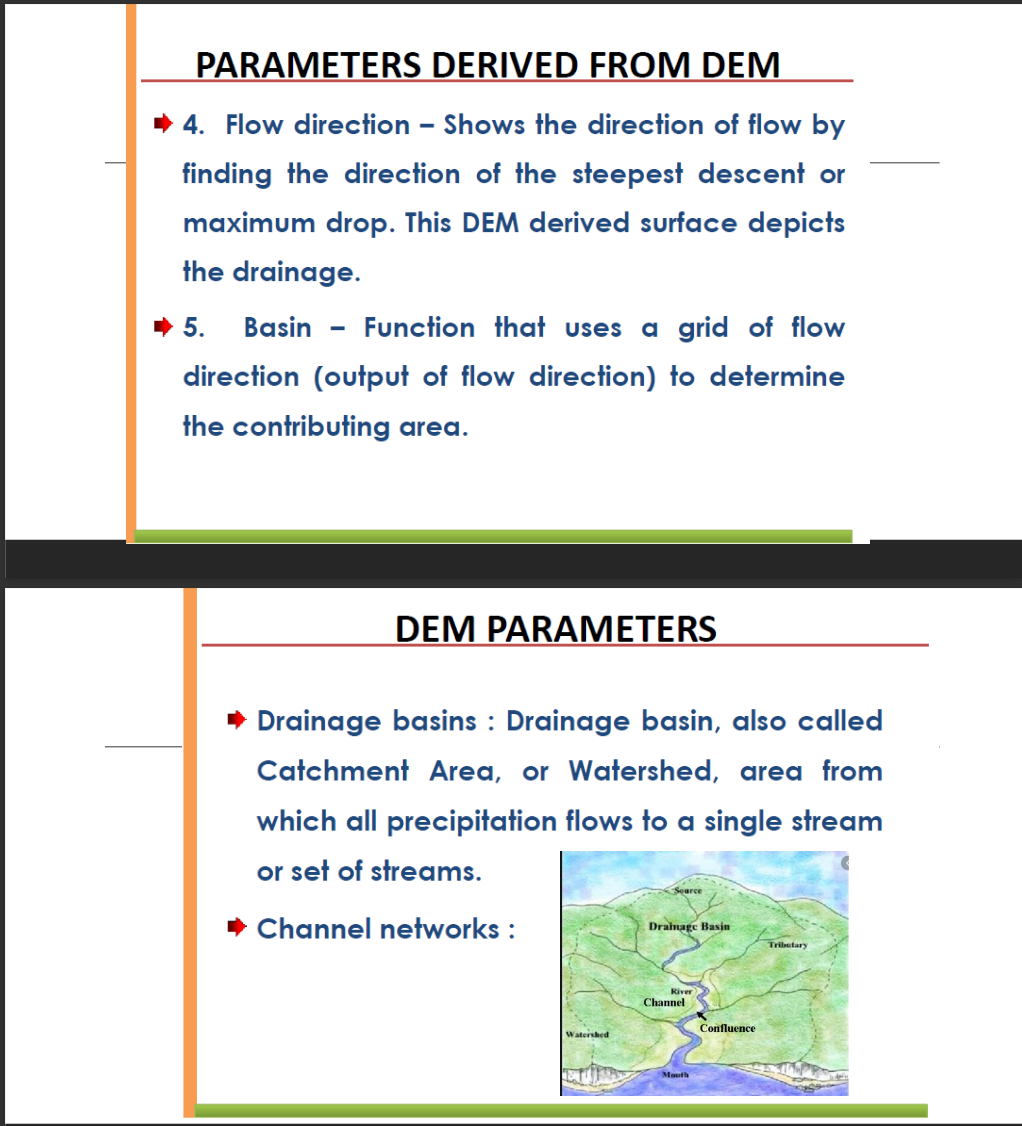 PARAMETERS DERIVED FROM DEM
4. Flow direction – Shows the direction of flow by
finding the direction of the steepest descent or
maximum drop. This DEM derived surface depicts
the drainage.
5. Basin – Function that uses a grid of flow
direction (output of flow direction) to determine
the contributing area.
DEM PARAMETERS
Drainage basins : Drainage basin, also called
Catchment Area, or Watershed, area from
which all precipitation flows to a single stream
or set of streams.
Channel networks :
Source
Drainage Basin
Tributary
River
Channel
Confluence
Watershed
Mouth